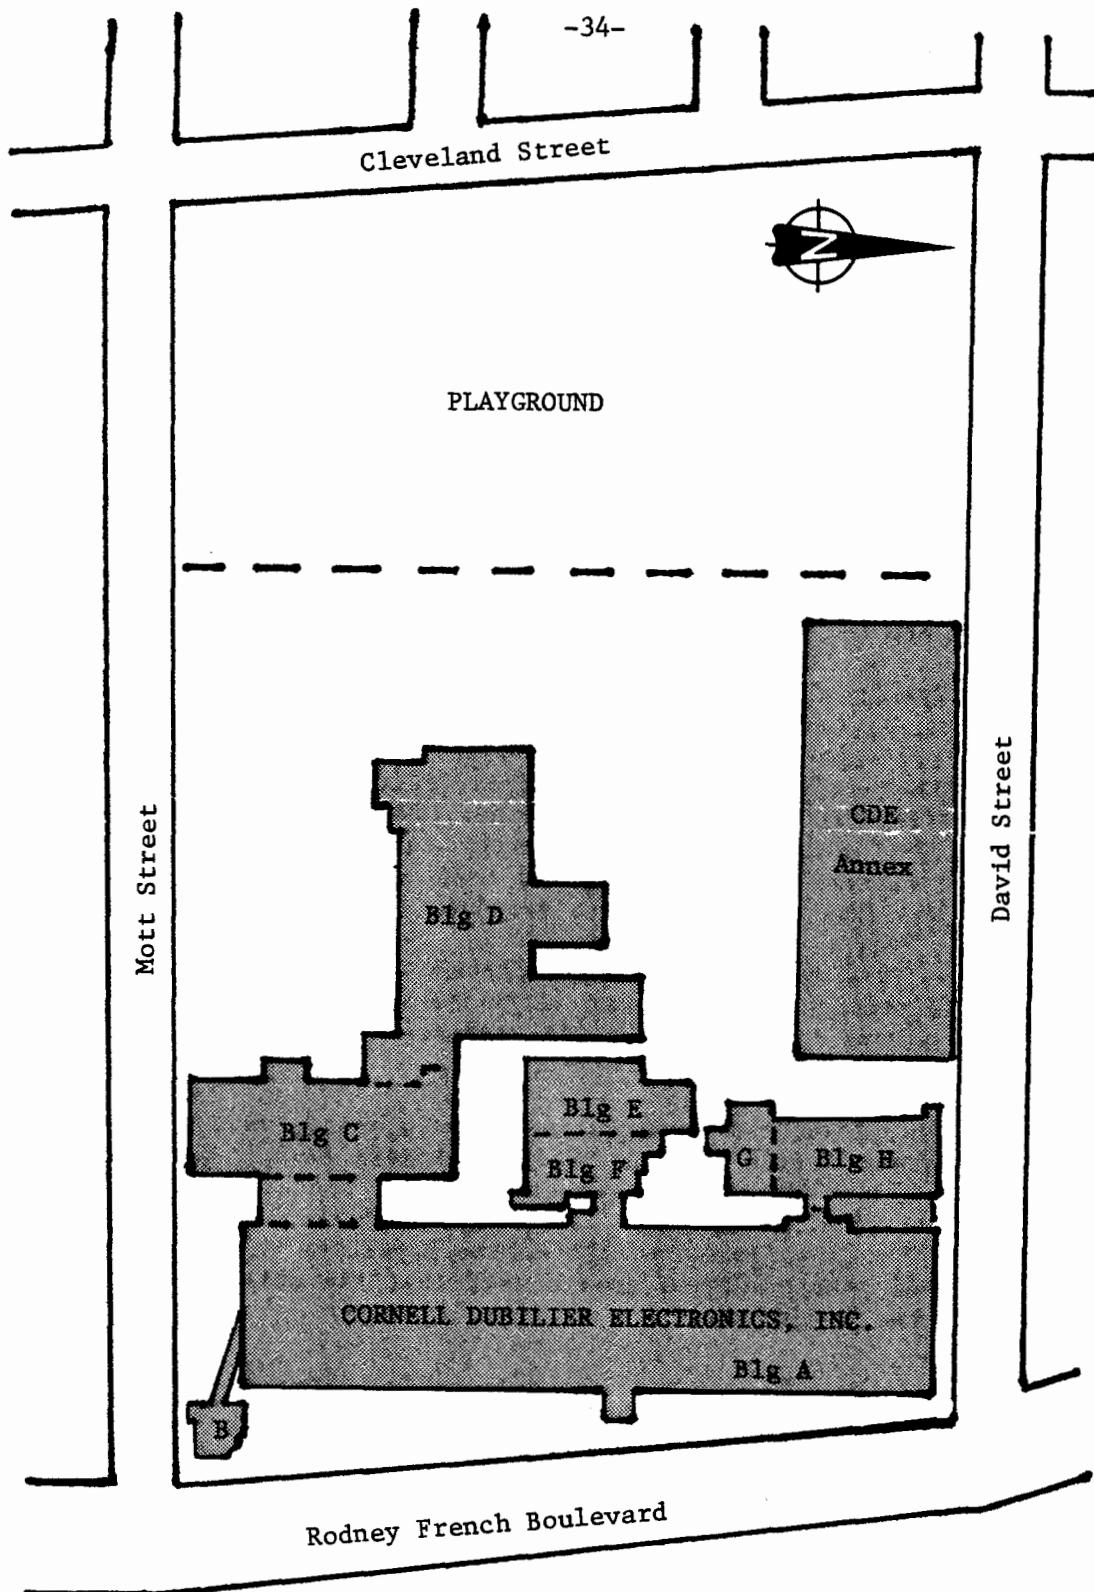 -34-
Cleveland Street
N
PLAYGROUND
Mott Street
David Street
CDE
Annex
Blg D
Blg E
Blg C
Blg F
G
Blg H
CORNELL DUBILIER ELECTRONICS, INC.
Blg A
B
Rodney French Boulevard